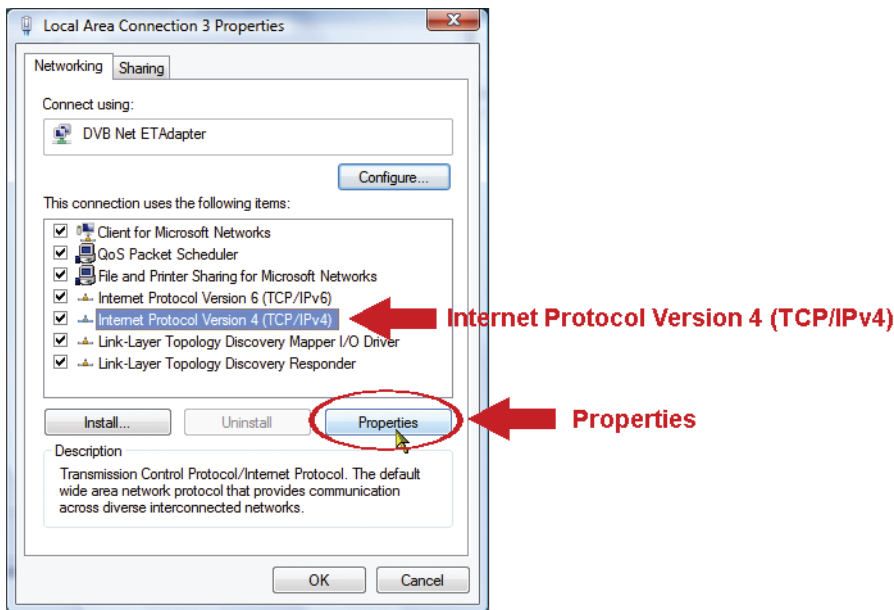 Local Area Connection 3 Properties
Networking
Sharing
Connect using:
DVB Net ETAdapter
Configure...
This connection uses the following items:
Client for Microsoft Networks
QoS Packet Scheduler
File and Printer Sharing for Microsoft Networks
Internet Protocol Version 6 (TCP/IPv6)
Internet Protocol Version 4 (TCP/IPv4)
Internet Protocol Version 4 (TCP/IPv4)
Link-Layer Topology Discovery Mapper I/O Driver
Link-Layer Topology Discovery Responder
Install...
Uninstall
Properties
Properties
Description
Transmission Control Protocol/Internet Protocol. The default
wide area network protocol that provides communication
across diverse interconnected networks.
OK
Cancel